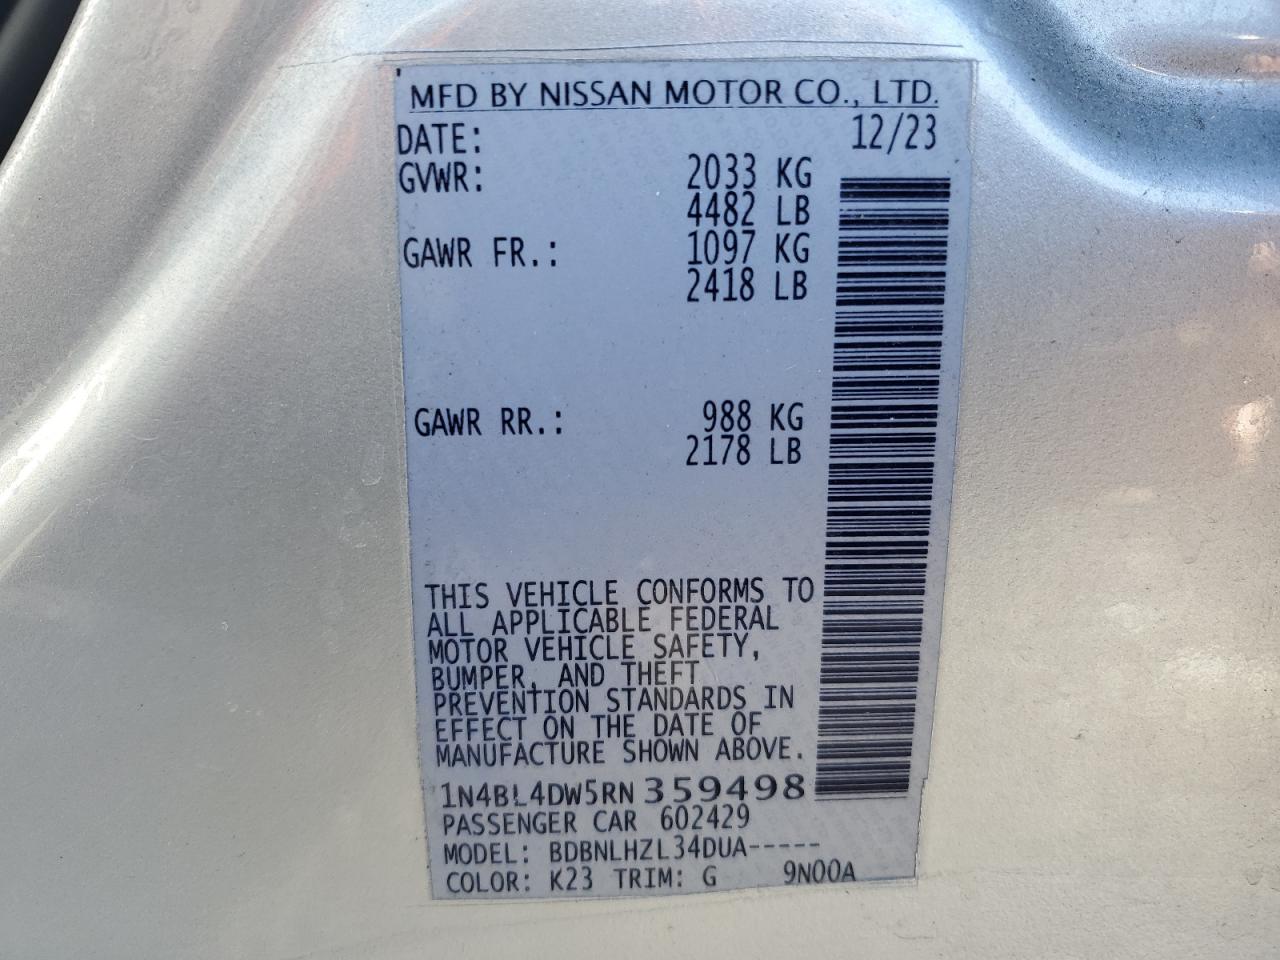 MFD BY NISSAN MOTOR CO., LTD.
DATE: 12/23
GVWR: 2033 KG
4482 LB
GAWR FR.: 1097 KG
2418 LB
GAWR RR.: 988 KG
2178 LB
THIS VEHICLE CONFORMS TO
ALL APPLICABLE FEDERAL
MOTOR VEHICLE SAFETY,
BUMPER, AND THEFT
PREVENTION STANDARDS IN
EFFECT ON THE DATE OF
MANUFACTURE SHOWN ABOVE.
1N4BL4DW5RN359498
PASSENGER CAR 602429
MODEL: BDBNLHZL34DUA-----
COLOR: K23 TRIM: G 9N00A